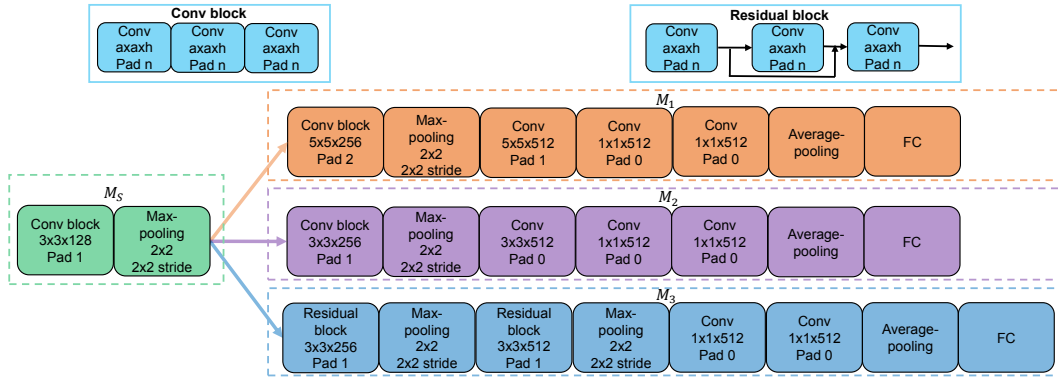 Conv block
Conv
axaxh
Pad n
Conv
axaxh
Pad n
Conv
axaxh
Pad n
Residual block
Conv
axaxh
Pad n
Conv
axaxh
Pad n
Conv
axaxh
Pad n
M1
Conv block
5x5x256
Pad 2
Max-
pooling
2x2
2x2 stride
Conv
5x5x512
Pad 1
Conv
1x1x512
Pad 0
Conv
1x1x512
Pad 0
Average-
pooling
FC
MS
Conv block
3x3x128
Pad 1
Max-
pooling
2x2
2x2 stride
M2
Conv block
3x3x256
Pad 1
Max-
pooling
2x2
2x2 stride
Conv
3x3x512
Pad 0
Conv
1x1x512
Pad 0
Conv
1x1x512
Pad 0
Average-
pooling
FC
M3
Residual
block
3x3x256
Pad 1
Max-
pooling
2x2
2x2 stride
Residual
block
3x3x512
Pad 1
Max-
pooling
2x2
2x2 stride
Conv
1x1x512
Pad 0
Conv
1x1x512
Pad 0
Average-
pooling
FC